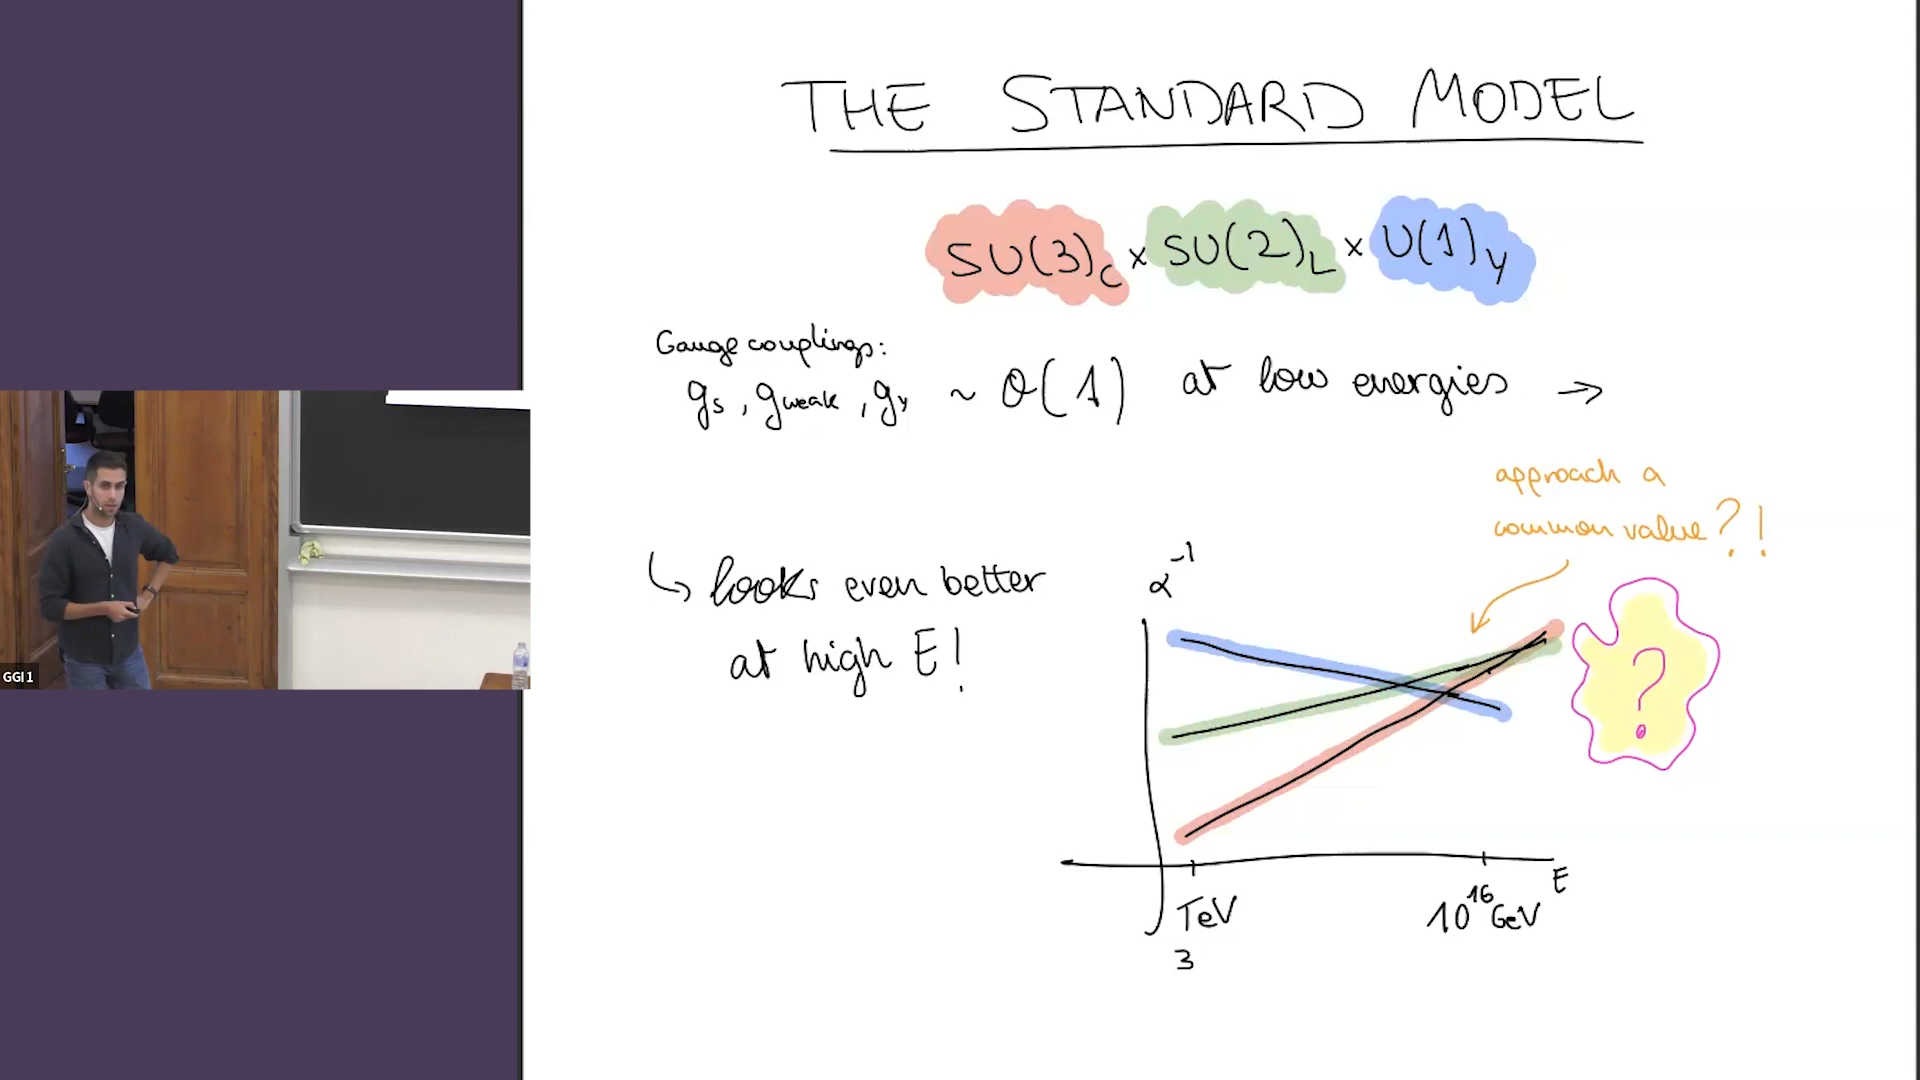 THE STANDARD MODEL
SU(3)C × SU(2)L × U(1)Y
Gauge couplings:
gs, gweak, gY ~ O(1) at low energies →
approach a
common value?!
↳ looks even better
at high E!
α⁻¹
?
E
TeV
10¹⁶ GeV
3
GGI 1